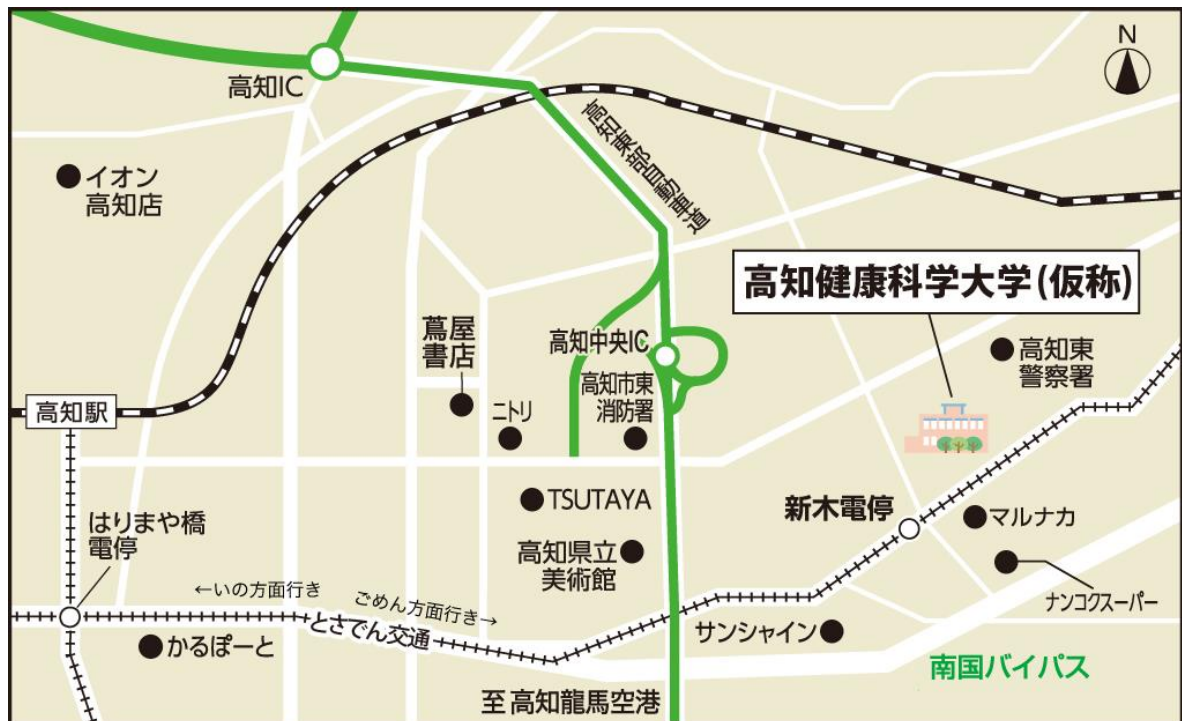 N
高知IC
イオン
高知店
高知東部自動車道
高知健康科学大学(仮称)
蔦屋
書店
高知中央IC
高知東
警察署
高知市東
消防署
ニトリ
高知駅
TSUTAYA
新木電停
マルナカ
はりまや橋
電停
高知県立
美術館
←いの方面行き
ごめん方面行き→
ナンコクスーパー
とさでん交通
サンシャイン
かるぽーと
南国バイパス
至高知龍馬空港